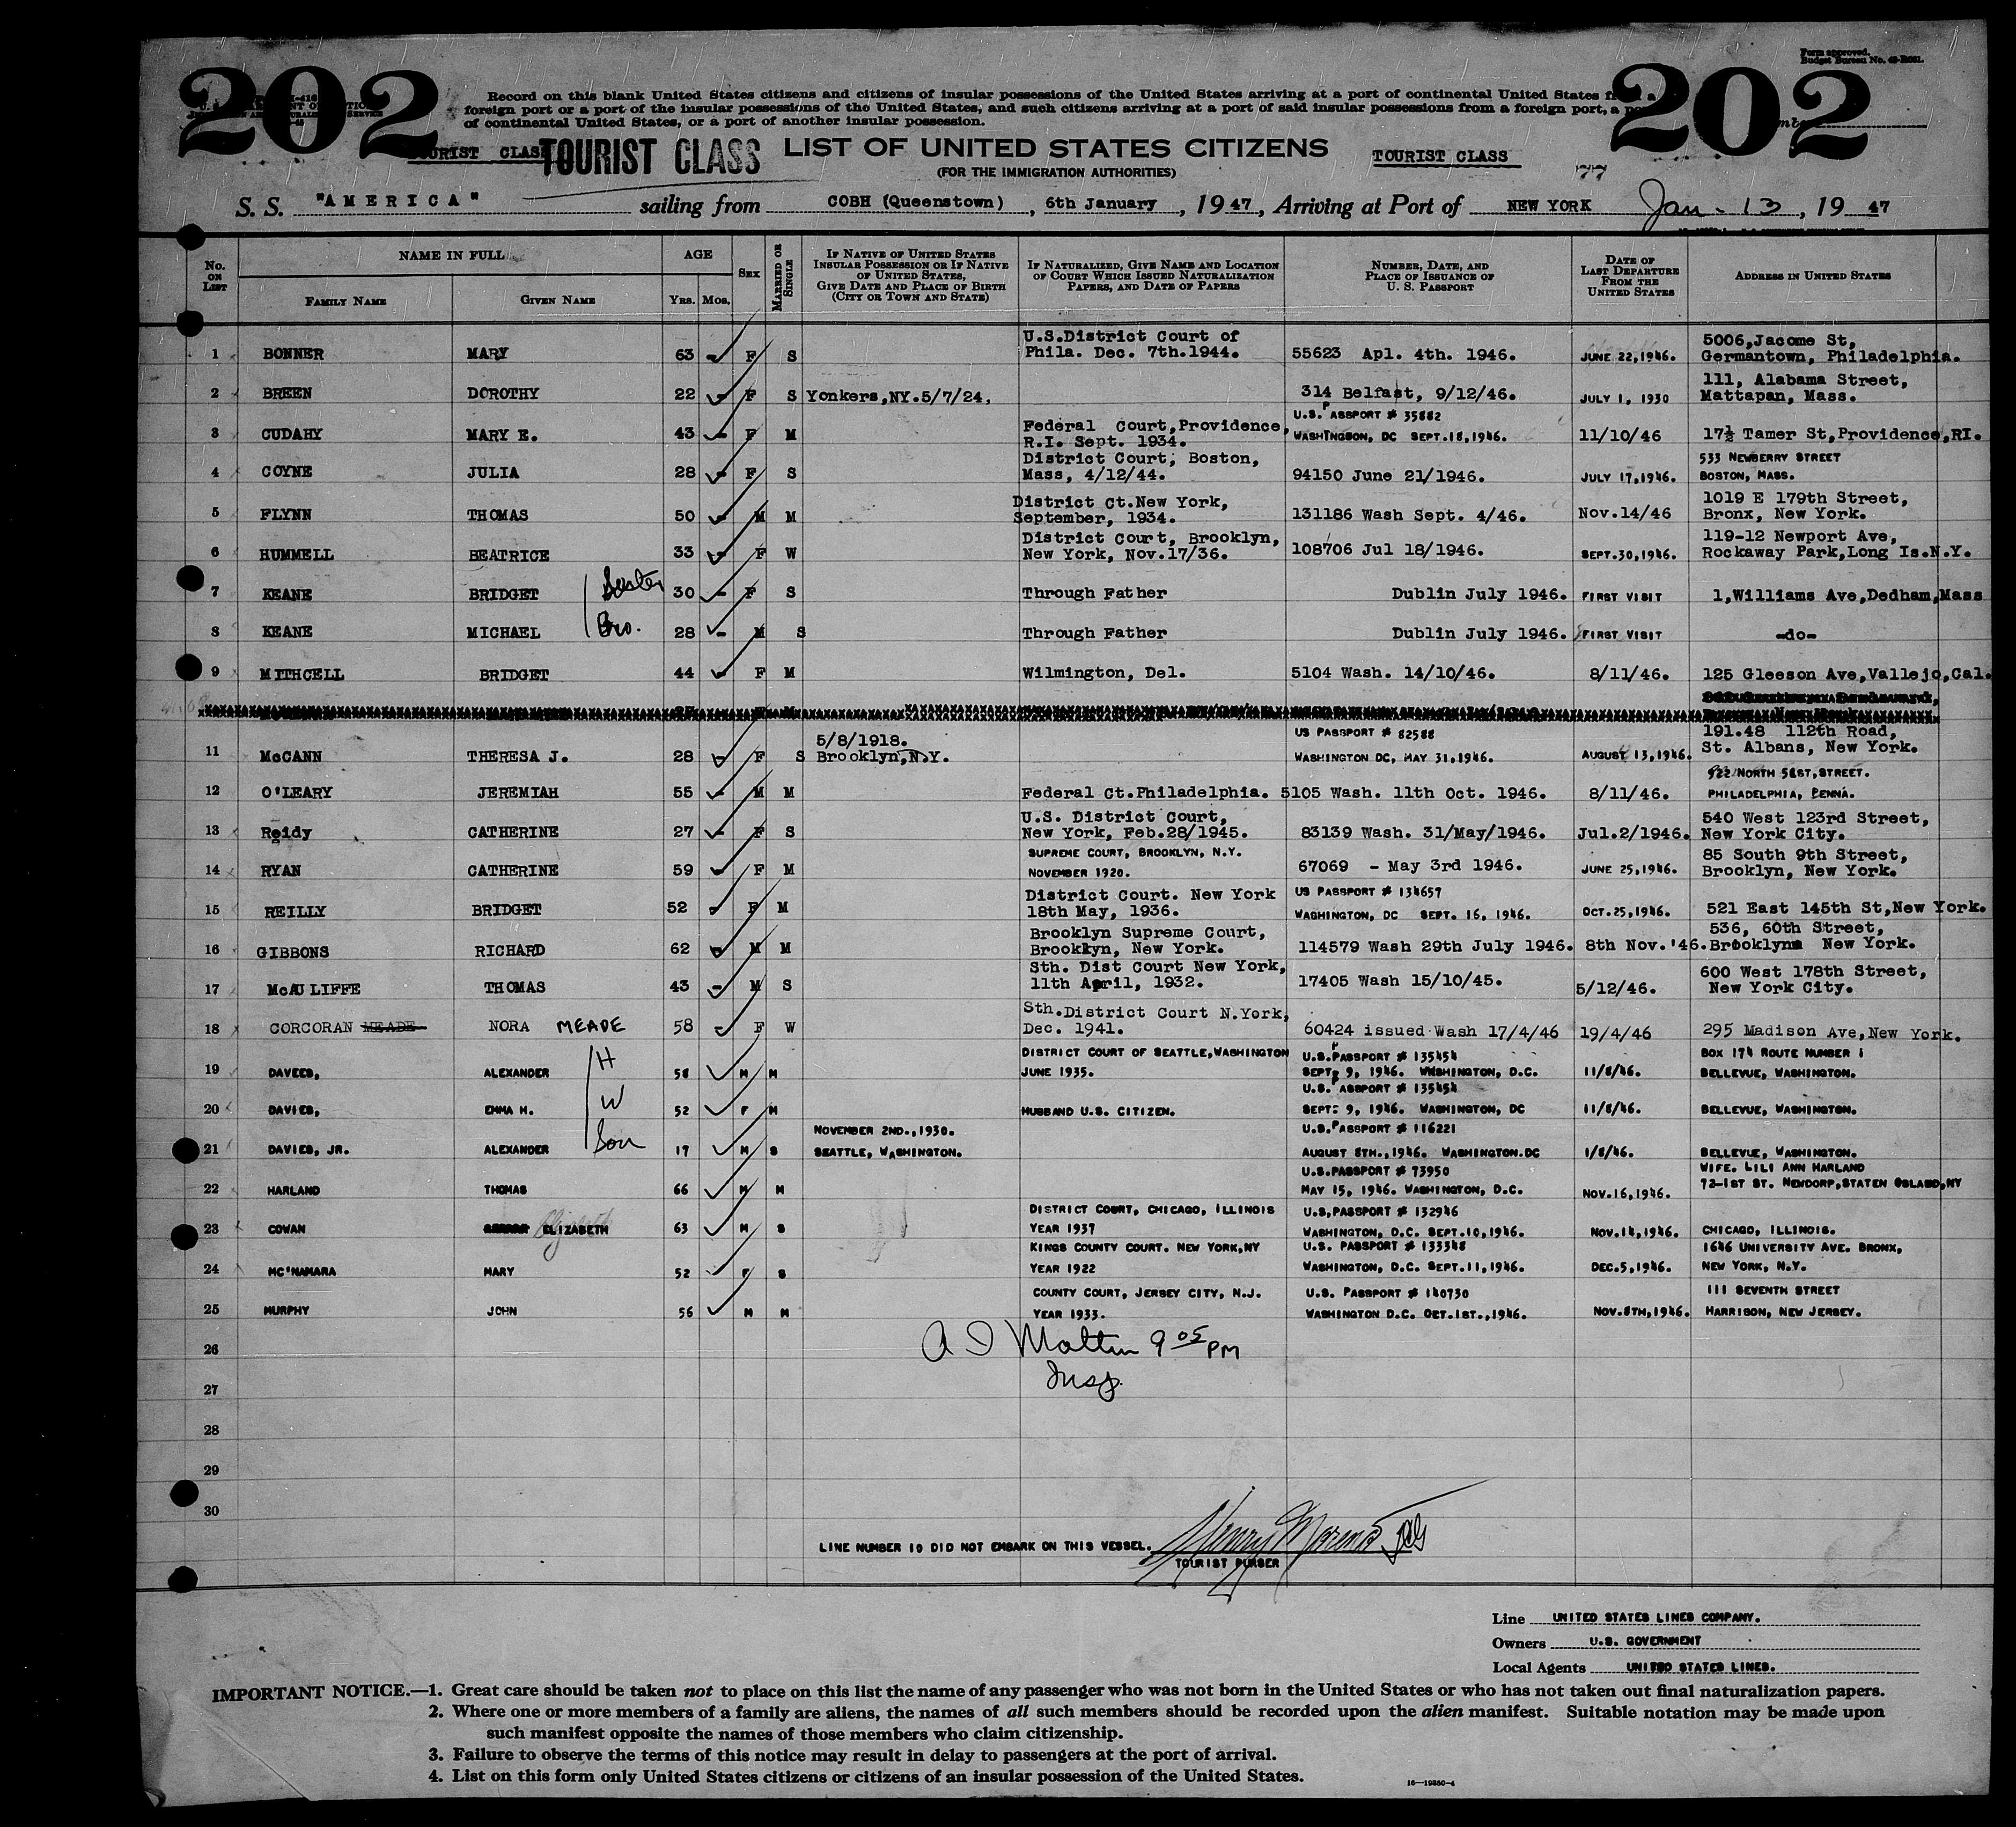 202
202
Form approved.
Budget Bureau No. 43-R061.
Record on this blank United States citizens and citizens of insular possessions of the United States arriving at a port of continental United States from a
foreign port or a port of the insular possessions of the United States, and such citizens arriving at a port of said insular possessions from a foreign port, a port
of continental United States, or a port of another insular possession.
TOURIST CLASS TOURIST CLASS LIST OF UNITED STATES CITIZENS TOURIST CLASS
(FOR THE IMMIGRATION AUTHORITIES) 77
S. S. "AMERICA" sailing from COBH (Queenstown), 6th January, 1947, Arriving at Port of NEW YORK Jan - 13, 1947
No. ON LIST
NAME IN FULL
FAMILY NAME
GIVEN NAME
AGE
YRS. MOS.
SEX
MARRIED OR SINGLE
IF NATIVE OF UNITED STATES INSULAR POSSESSION OR IF NATIVE OF UNITED STATES, GIVE DATE AND PLACE OF BIRTH (CITY OR TOWN AND STATE)
IF NATURALIZED, GIVE NAME AND LOCATION OF COURT WHICH ISSUED NATURALIZATION PAPERS, AND DATE OF PAPERS
NUMBER, DATE, AND PLACE OF ISSUANCE OF U. S. PASSPORT
DATE OF LAST DEPARTURE FROM THE UNITED STATES
ADDRESS IN UNITED STATES
1 BONNER MARY 63 - F S U.S.District Court of Phila. Dec. 7th.1944. 55623 Apl. 4th. 1946. JUNE 22,1946. 5006,Jacome St, Germantown, Philadelphia.
2 BREEN DOROTHY 22 - F S Yonkers,NY.5/7/24. 314 Belfast, 9/12/46. JULY 1, 1930 111, Alabama Street, Mattapan, Mass.
3 CUDAHY MARY E. 43 - F M Federal Court,Providence, R.I. Sept. 1934. U.S. PASSPORT # 35882 WASHINGSON, DC SEPT.18,1946. 11/10/46 17½ Tamer St,Providence,RI.
4 COYNE JULIA 28 - F S District Court, Boston, Mass, 4/12/44. 94150 June 21/1946. JULY 17,1946. 533 NEWBERRY STREET BOSTON, MASS.
5 FLYNN THOMAS 50 - M M District Ct.New York, September, 1934. 131186 Wash Sept. 4/46. Nov.14/46 1019 E 179th Street, Bronx, New York.
6 HUMMELL BEATRICE 33 - F W District Court, Brooklyn, New York, Nov.17/36. 108706 Jul 18/1946. SEPT.30,1946. 119-12 Newport Ave, Rockaway Park,Long Is.N.Y.
7 KEANE BRIDGET Sister 30 - F S Through Father Dublin July 1946. FIRST VISIT 1,Williams Ave,Dedham,Mass
8 KEANE MICHAEL Bro. 28 - M S Through Father Dublin July 1946. FIRST VISIT -do-
9 MITHCELL BRIDGET 44 - F M Wilmington, Del. 5104 Wash. 14/10/46. 8/11/46. 125 Gleeson Ave,Vallejo,Cal.
11 McCANN THERESA J. 28 - F S 5/8/1918. Brooklyn,N.Y. US PASSPORT # 82588 WASHINGTON DC, MAY 31,1946. AUGUST 13,1946. 191.48 112th Road, St. Albans, New York.
12 O'LEARY JEREMIAH 55 - M M Federal Ct.Philadelphia. 5105 Wash. 11th Oct. 1946. 8/11/46. 522 NORTH 51ST,STREET. PHILADELPHIA, PENNA.
13 Reidy CATHERINE 27 - F S U.S. District Court, New York, Feb.28/1945. 83139 Wash. 31/May/1946. Jul.2/1946. 540 West 123rd Street, New York City.
14 RYAN CATHERINE 59 - F M SUPREME COURT, BROOKLYN, N.Y. NOVEMBER 1920. 67069 - May 3rd 1946. JUNE 25,1946. 85 South 9th Street, Brooklyn, New York.
15 REILLY BRIDGET 52 - F M District Court. New York 18th May, 1936. US PASSPORT # 134657 WASHINGTON, DC SEPT. 16, 1946. OCT.25,1946. 521 East 145th St,New York.
16 GIBBONS RICHARD 62 - M M Brooklyn Supreme Court, Brooklyn, New York. 114579 Wash 29th July 1946. 8th Nov.'46. 536, 60th Street, Brooklyn New York.
17 McAULIFFE THOMAS 43 - M S Sth. Dist Court New York, 11th April, 1932. 17405 Wash 15/10/45. 5/12/46. 600 West 178th Street, New York City.
18 CORCORAN MEADE NORA MEADE 58 - F W Sth.District Court N.York, Dec. 1941. 60424 issued Wash 17/4/46 19/4/46 295 Madison Ave,New York.
19 DAVEES, ALEXANDER H 58 M M DISTRICT COURT OF SEATTLE,WASHINGTON JUNE 1935. U.S.PASSPORT # 135454 SEPT. 9, 1946. WASHINGTON, D.C. 11/8/46. BOX 174 ROUTE NUMBER 1 BELLEVUE, WASHINGTON.
20 DAVIES, EMMA H. W 52 F M HUSBAND U.S. CITIZEN. U.S. PASSPORT # 135454 SEPT: 9, 1946. WASHINGTON, DC 11/8/46. BELLEVUE, WASHINGTON.
21 DAVIES, JR. ALEXANDER Son 17 M S NOVEMBER 2ND.,1930. SEATTLE, WASHINGTON. U.S.PASSPORT # 116221 AUGUST 8TH.,1946. WASHINGTON.DC 1/8/46. BELLEVUE, WASHINGTON.
22 HARLAND THOMAS 66 M M U.S.PASSPORT # 73950 MAY 15, 1946. WASHINGTON, D.C. NOV.16,1946. WIFE. LILI ANN HARLAND 72-1ST ST. NEWDORP,STATEN OSLAND,NY
23 COWAN Elizabeth ELIZABETH 63 M S DISTRICT COURT, CHICAGO, ILLINOIS YEAR 1937 U.S.PASSPORT # 132946 WASHINGTON, D.C. SEPT.10,1946. NOV.14,1946. CHICAGO, ILLINOIS.
24 MC'NAMARA MARY 52 F S KINGS COUNTY COURT. NEW YORK,NY YEAR 1922 U.S. PASSPORT # 133348 WASHINGTON, D.C. SEPT.11,1946. DEC.5,1946. 1646 UNIVERSITY AVE. BRONX, NEW YORK, N.Y.
25 MURPHY JOHN 56 M M COUNTY COURT, JERSEY CITY, N.J. YEAR 1933. U.S. PASSPORT # 140730 WASHINGTON D.C. OCT.1ST.,1946. NOV.8TH,1946. 111 SEVENTH STREET HARRISON, NEW JERSEY.
26 9 05 PM
27 Insp.
28
29
30
LINE NUMBER 10 DID NOT EMBARK ON THIS VESSEL. Henry Moreno
TOURIST PURSER
Line UNITED STATES LINES COMPANY.
Owners U.S. GOVERNMENT
Local Agents UNITED STATES LINES.
IMPORTANT NOTICE.—1. Great care should be taken not to place on this list the name of any passenger who was not born in the United States or who has not taken out final naturalization papers.
2. Where one or more members of a family are aliens, the names of all such members should be recorded upon the alien manifest. Suitable notation may be made upon
such manifest opposite the names of those members who claim citizenship.
3. Failure to observe the terms of this notice may result in delay to passengers at the port of arrival.
4. List on this form only United States citizens or citizens of an insular possession of the United States.
16—19350-4